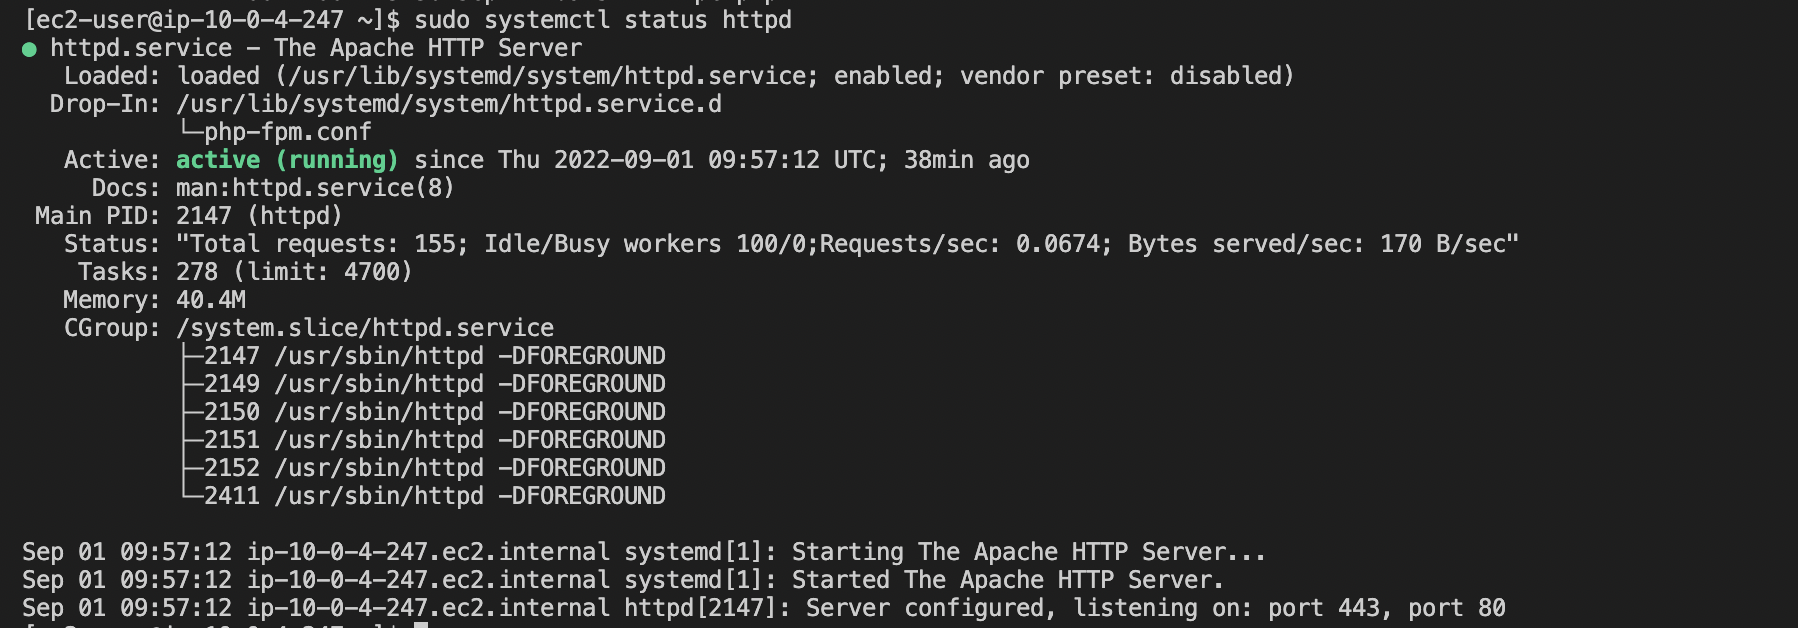 [ec2-user@ip-10-0-4-247 ~]$ sudo systemctl status httpd
● httpd.service - The Apache HTTP Server
   Loaded: loaded (/usr/lib/systemd/system/httpd.service; enabled; vendor preset: disabled)
  Drop-In: /usr/lib/systemd/system/httpd.service.d
           └─php-fpm.conf
   Active: active (running) since Thu 2022-09-01 09:57:12 UTC; 38min ago
     Docs: man:httpd.service(8)
 Main PID: 2147 (httpd)
   Status: "Total requests: 155; Idle/Busy workers 100/0;Requests/sec: 0.0674; Bytes served/sec: 170 B/sec"
    Tasks: 278 (limit: 4700)
   Memory: 40.4M
   CGroup: /system.slice/httpd.service
           ├─2147 /usr/sbin/httpd -DFOREGROUND
           ├─2149 /usr/sbin/httpd -DFOREGROUND
           ├─2150 /usr/sbin/httpd -DFOREGROUND
           ├─2151 /usr/sbin/httpd -DFOREGROUND
           ├─2152 /usr/sbin/httpd -DFOREGROUND
           └─2411 /usr/sbin/httpd -DFOREGROUND

Sep 01 09:57:12 ip-10-0-4-247.ec2.internal systemd[1]: Starting The Apache HTTP Server...
Sep 01 09:57:12 ip-10-0-4-247.ec2.internal systemd[1]: Started The Apache HTTP Server.
Sep 01 09:57:12 ip-10-0-4-247.ec2.internal httpd[2147]: Server configured, listening on: port 443, port 80